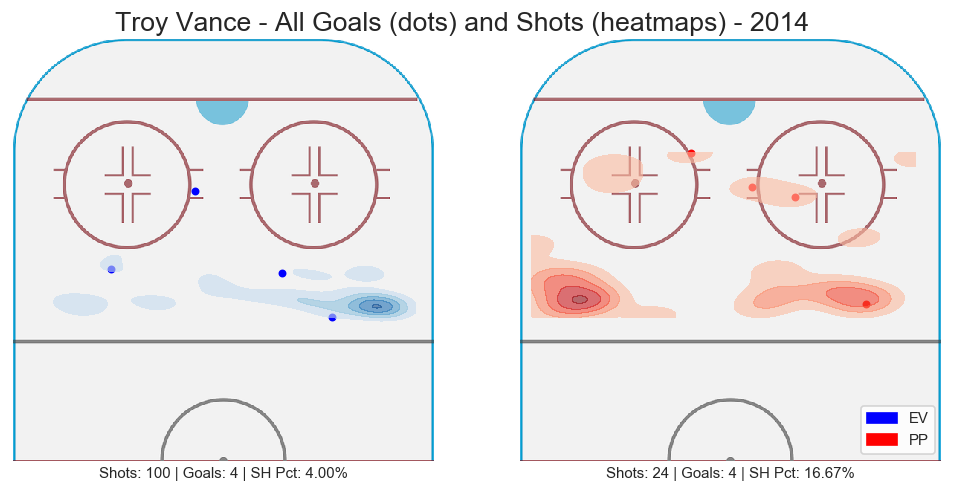 Troy Vance - All Goals (dots) and Shots (heatmaps) - 2014
EV
PP
Shots: 100 | Goals: 4 | SH Pct: 4.00%
Shots: 24 | Goals: 4 | SH Pct: 16.67%